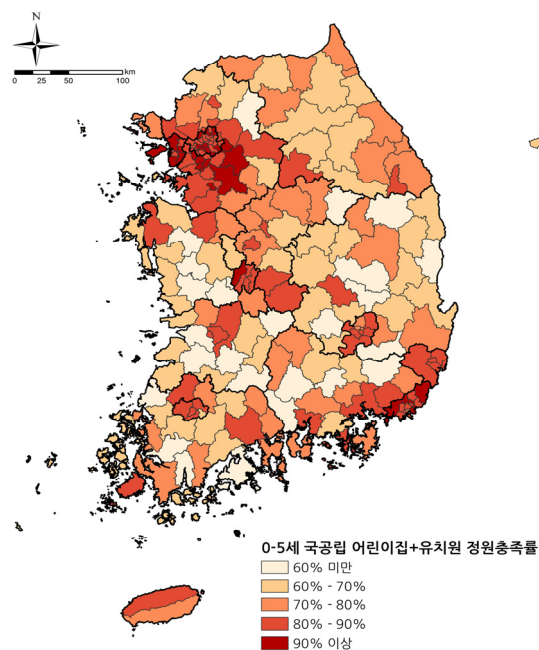 N
km
0 25 50 100
0-5세 국공립 어린이집+유치원 정원충족률
60% 미만
60% - 70%
70% - 80%
80% - 90%
90% 이상